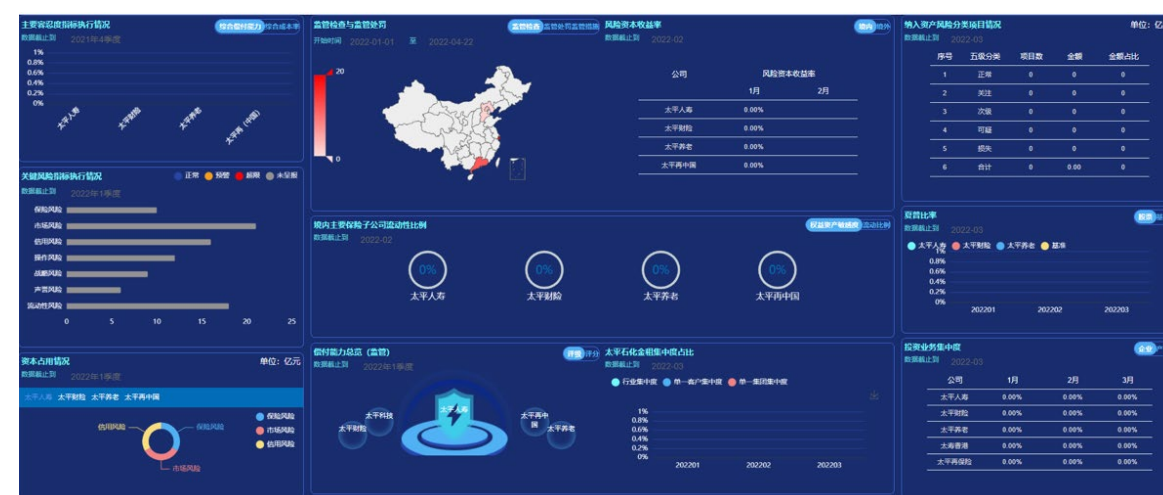 主要容忍度指标执行情况
综合偿付能力 综合成本率
数据截止到 2021年4季度
1%
0.8%
0.6%
0.4%
0.2%
0%
太平人寿 太平财险 太平养老 太平再（中国）
关键风险指标执行情况
正常 预警 超限 未呈报
数据截止到 2022年1季度
保险风险
市场风险
信用风险
操作风险
战略风险
声誉风险
流动性风险
0 5 10 15 20 25
资本占用情况 单位：亿元
数据截止到 2022年1季度
太平人寿 太平财险 太平养老 太平再中国
信用风险 保险风险
市场风险
保险风险
市场风险
信用风险
监管检查与监管处罚
监管检查 监管处罚 监管措施
开始时间 2022-01-01 至 2022-04-22
20
0
风险资本收益率
境内 境外
数据截止到 2022-02
公司 风险资本收益率
1月 2月
太平人寿 0.00%
太平财险 0.00%
太平养老 0.00%
太平再中国 0.00%
境内主要保险子公司流动性比例
权益资产敏感度 流动比例
数据截止到 2022-02
0% 0% 0% 0%
太平人寿 太平财险 太平养老 太平再中国
偿付能力总览（监管）
评级 评分
数据截止到 2022年1季度
太平财险 太平科技 太平人寿 太平再中国 太平养老
太平石化金租集中度占比
数据截止到 2022-03
行业集中度 单一客户集中度 单一集团集中度
1%
0.8%
0.6%
0.4%
0.2%
0%
202201 202202 202203
纳入资产风险分类项目情况 单位：亿
数据截止到 2022-03
序号 五级分类 项目数 金额 金额占比
1 正常 0 0 0
2 关注 0 0 0
3 次级 0 0 0
4 可疑 0 0 0
5 损失 0 0 0
6 合计 0 0.00 0
夏普比率
股票
数据截止到 2022-03
太平人寿 太平财险 太平养老 基准
1%
0.8%
0.6%
0.4%
0.2%
0%
202201 202202 202203
投资业务集中度
企业
数据截止到 2022-03
公司 1月 2月 3月
太平人寿 0.00% 0.00% 0.00%
太平财险 0.00% 0.00% 0.00%
太平养老 0.00% 0.00% 0.00%
太寿香港 0.00% 0.00% 0.00%
太平再保险 0.00% 0.00% 0.00%